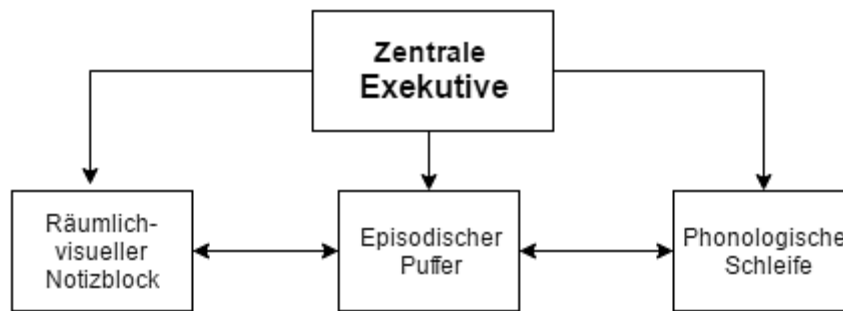 Zentrale
Exekutive
Räumlich-
visueller
Notizblock
Episodischer
Puffer
Phonologische
Schleife